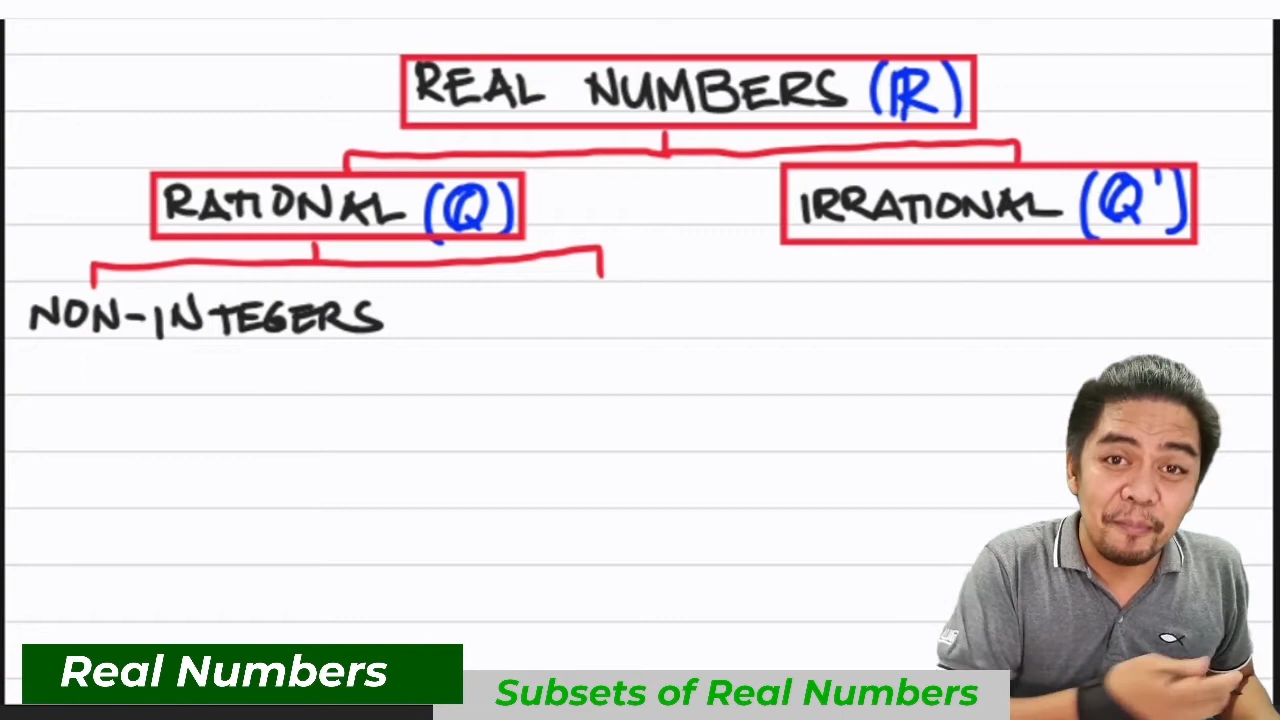 REAL NUMBERS (ℝ)
RATIONAL (ℚ)
IRRATIONAL (ℚ')
NON-INTEGERS
Real Numbers
Subsets of Real Numbers